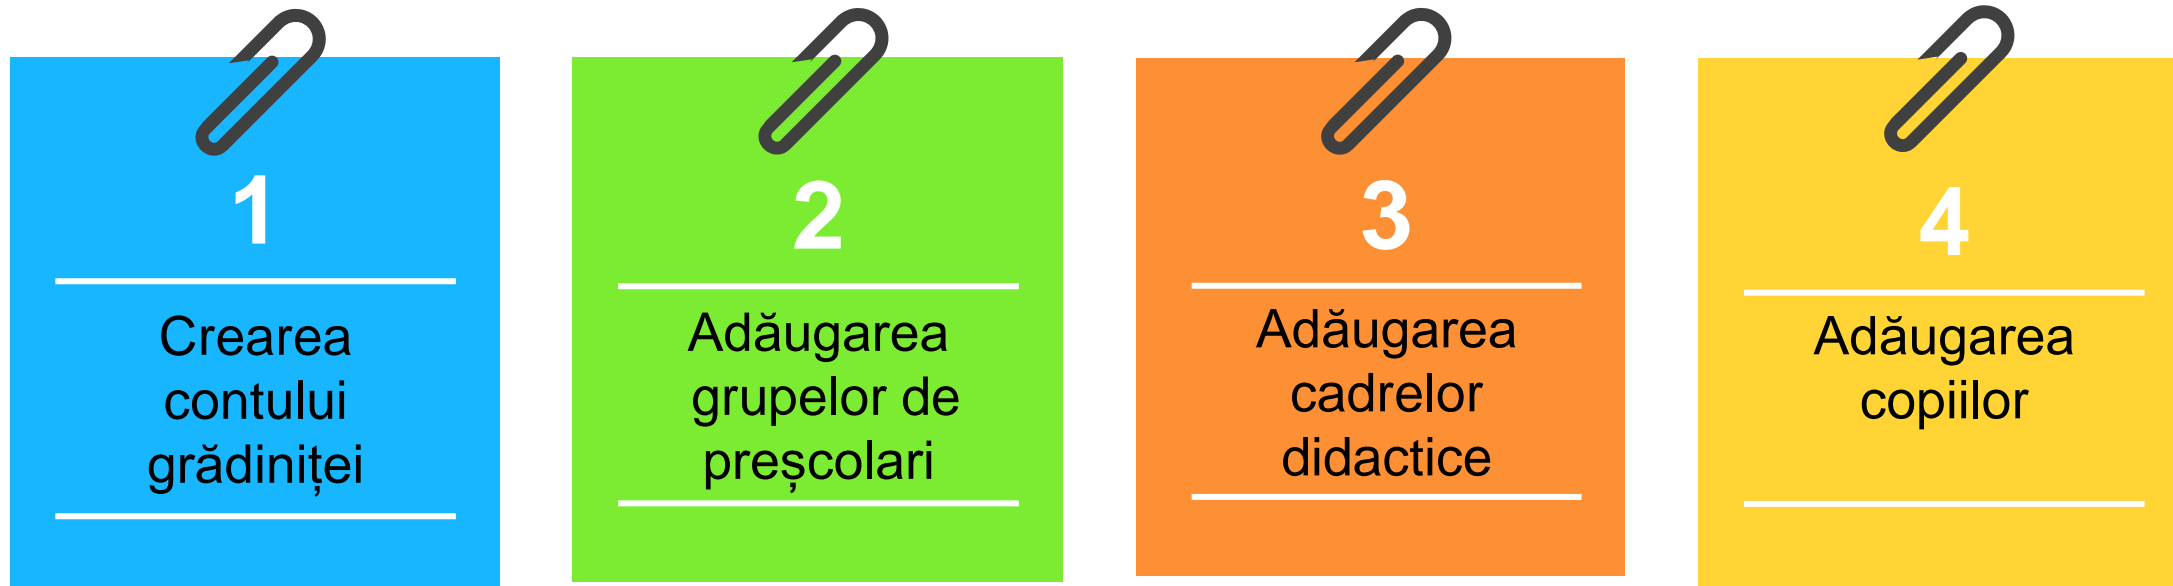 1
Crearea
contului
grădiniței
2
Adăugarea
grupelor de
preșcolari
3
Adăugarea
cadrelor
didactice
4
Adăugarea
copiilor